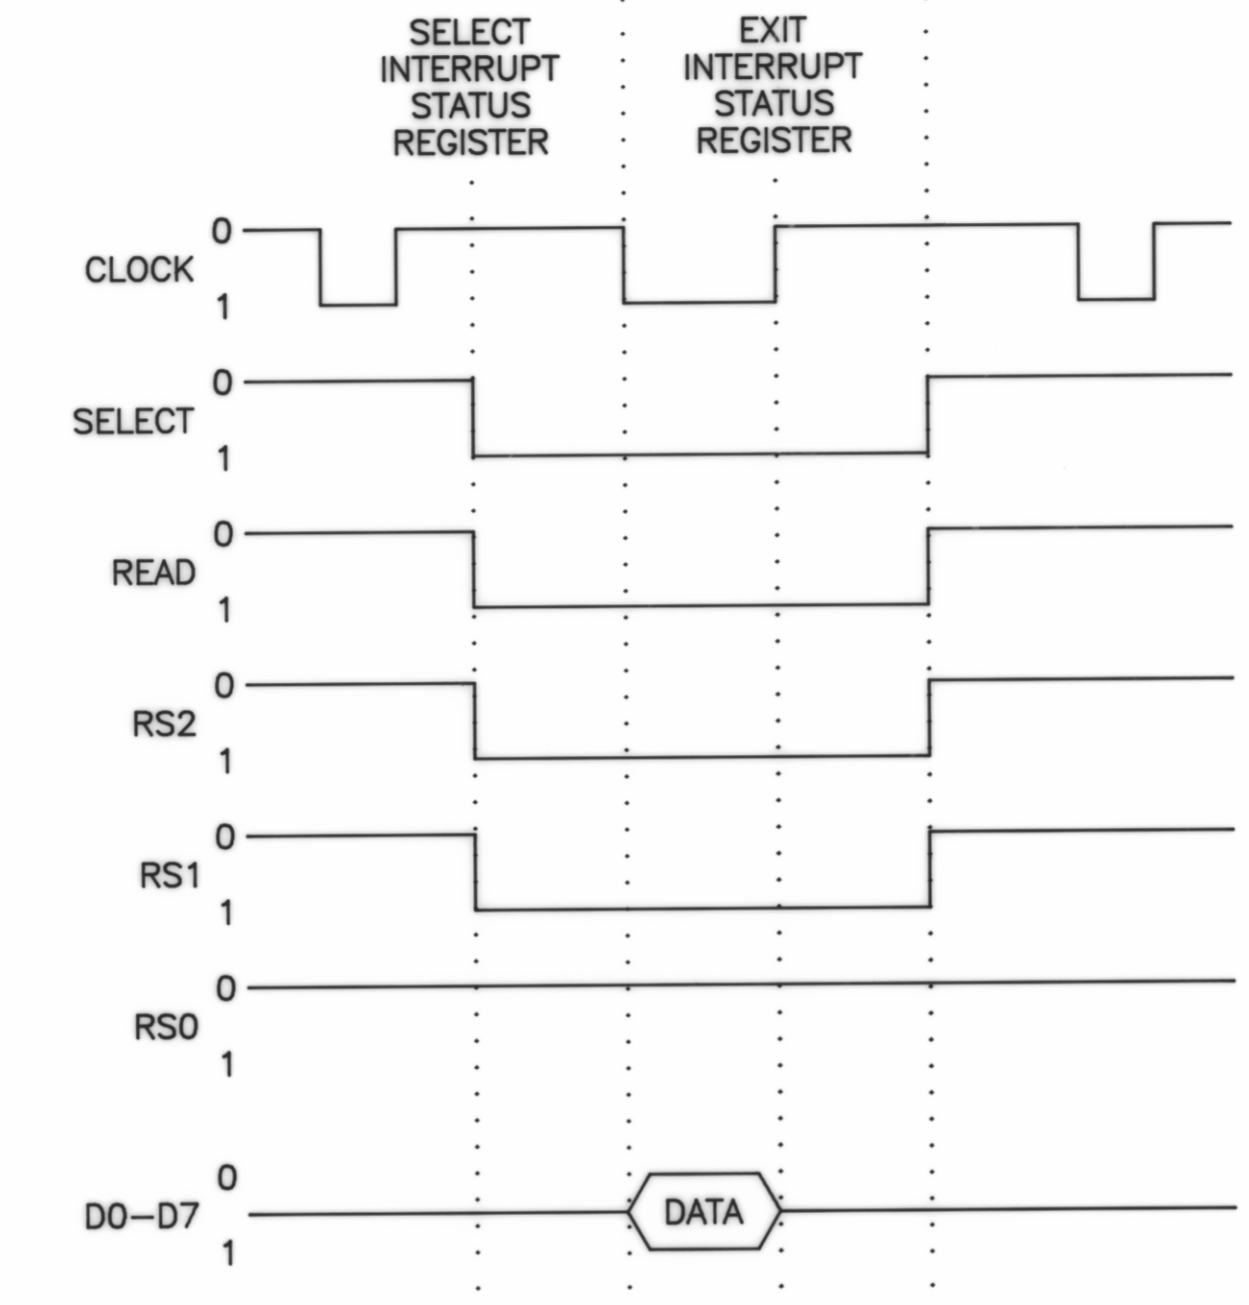 SELECT
INTERRUPT
STATUS
REGISTER
EXIT
INTERRUPT
STATUS
REGISTER
0
CLOCK
1
0
SELECT
1
0
READ
1
0
RS2
1
0
RS1
1
0
RS0
1
0
D0-D7
DATA
1